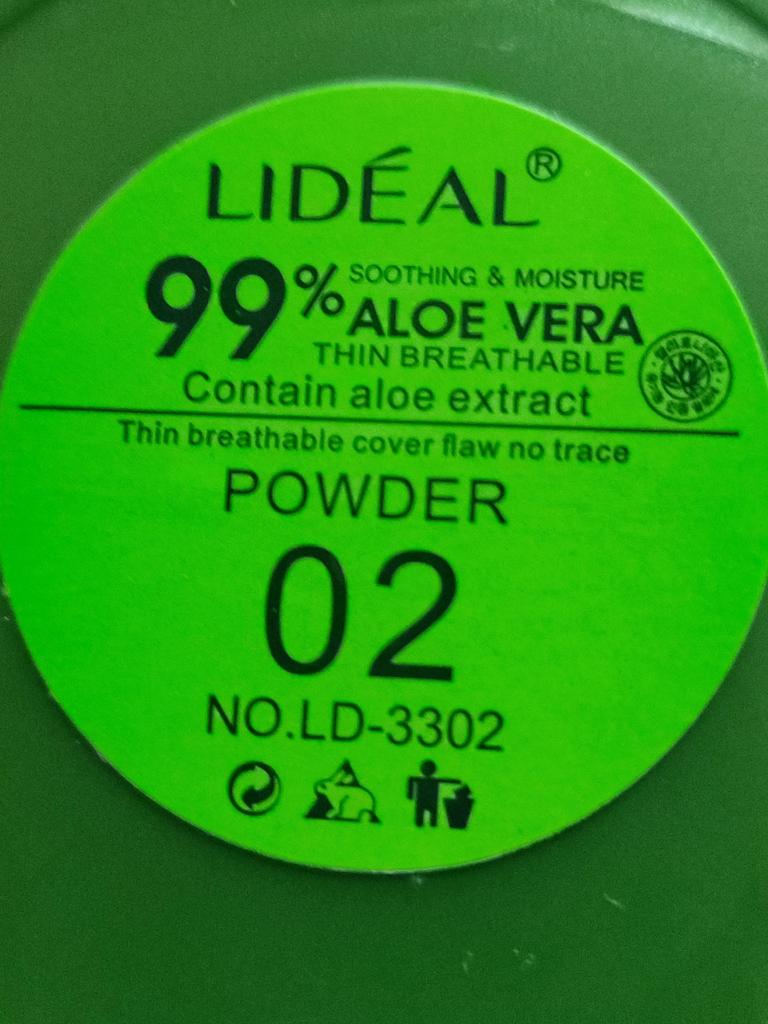 LIDÉAL®
99% SOOTHING & MOISTURE
ALOE VERA
THIN BREATHABLE
Contain aloe extract
Thin breathable cover flaw no trace
POWDER
02
NO.LD-3302